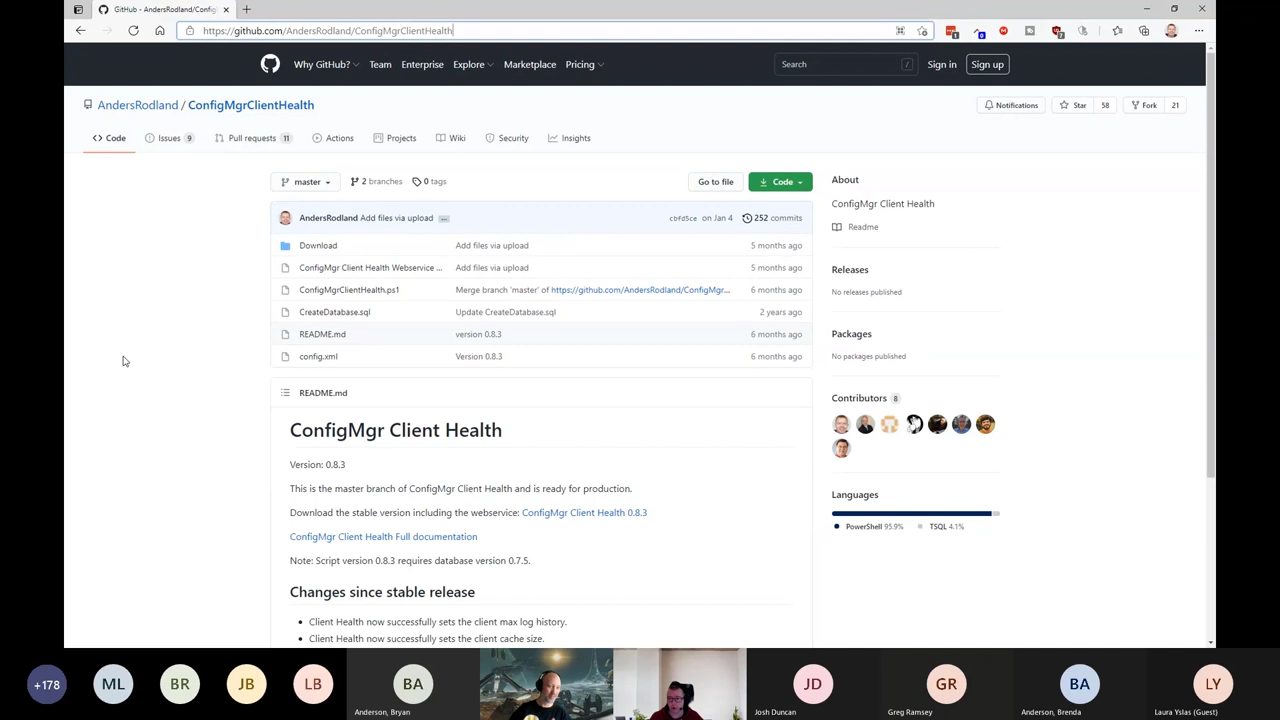 GitHub - AndersRodland/Config
https://github.com/AndersRodland/ConfigMgrClientHealth
Why GitHub? Team Enterprise Explore Marketplace Pricing Search / Sign in Sign up
AndersRodland / ConfigMgrClientHealth Notifications Star 58 Fork 21
Code Issues 9 Pull requests 11 Actions Projects Wiki Security Insights
master 2 branches 0 tags Go to file Code
AndersRodland Add files via upload ... cbfd5ce on Jan 4 252 commits
Download Add files via upload 5 months ago
ConfigMgr Client Health Webservice ... Add files via upload 5 months ago
ConfigMgrClientHealth.ps1 Merge branch 'master' of https://github.com/AndersRodland/ConfigMgr... 6 months ago
CreateDatabase.sql Update CreateDatabase.sql 2 years ago
README.md version 0.8.3 6 months ago
config.xml Version 0.8.3 6 months ago
README.md
ConfigMgr Client Health
Version: 0.8.3
This is the master branch of ConfigMgr Client Health and is ready for production.
Download the stable version including the webservice: ConfigMgr Client Health 0.8.3
ConfigMgr Client Health Full documentation
Note: Script version 0.8.3 requires database version 0.7.5.
Changes since stable release
• Client Health now successfully sets the client max log history.
• Client Health now successfully sets the client cache size.
About
ConfigMgr Client Health
Readme
Releases
No releases published
Packages
No packages published
Contributors 8
Languages
PowerShell 95.9% TSQL 4.1%
+178 ML BR JB LB BA JD GR BA LY
Anderson, Bryan Josh Duncan Greg Ramsey Anderson, Brenda Laura Yslas (Guest)